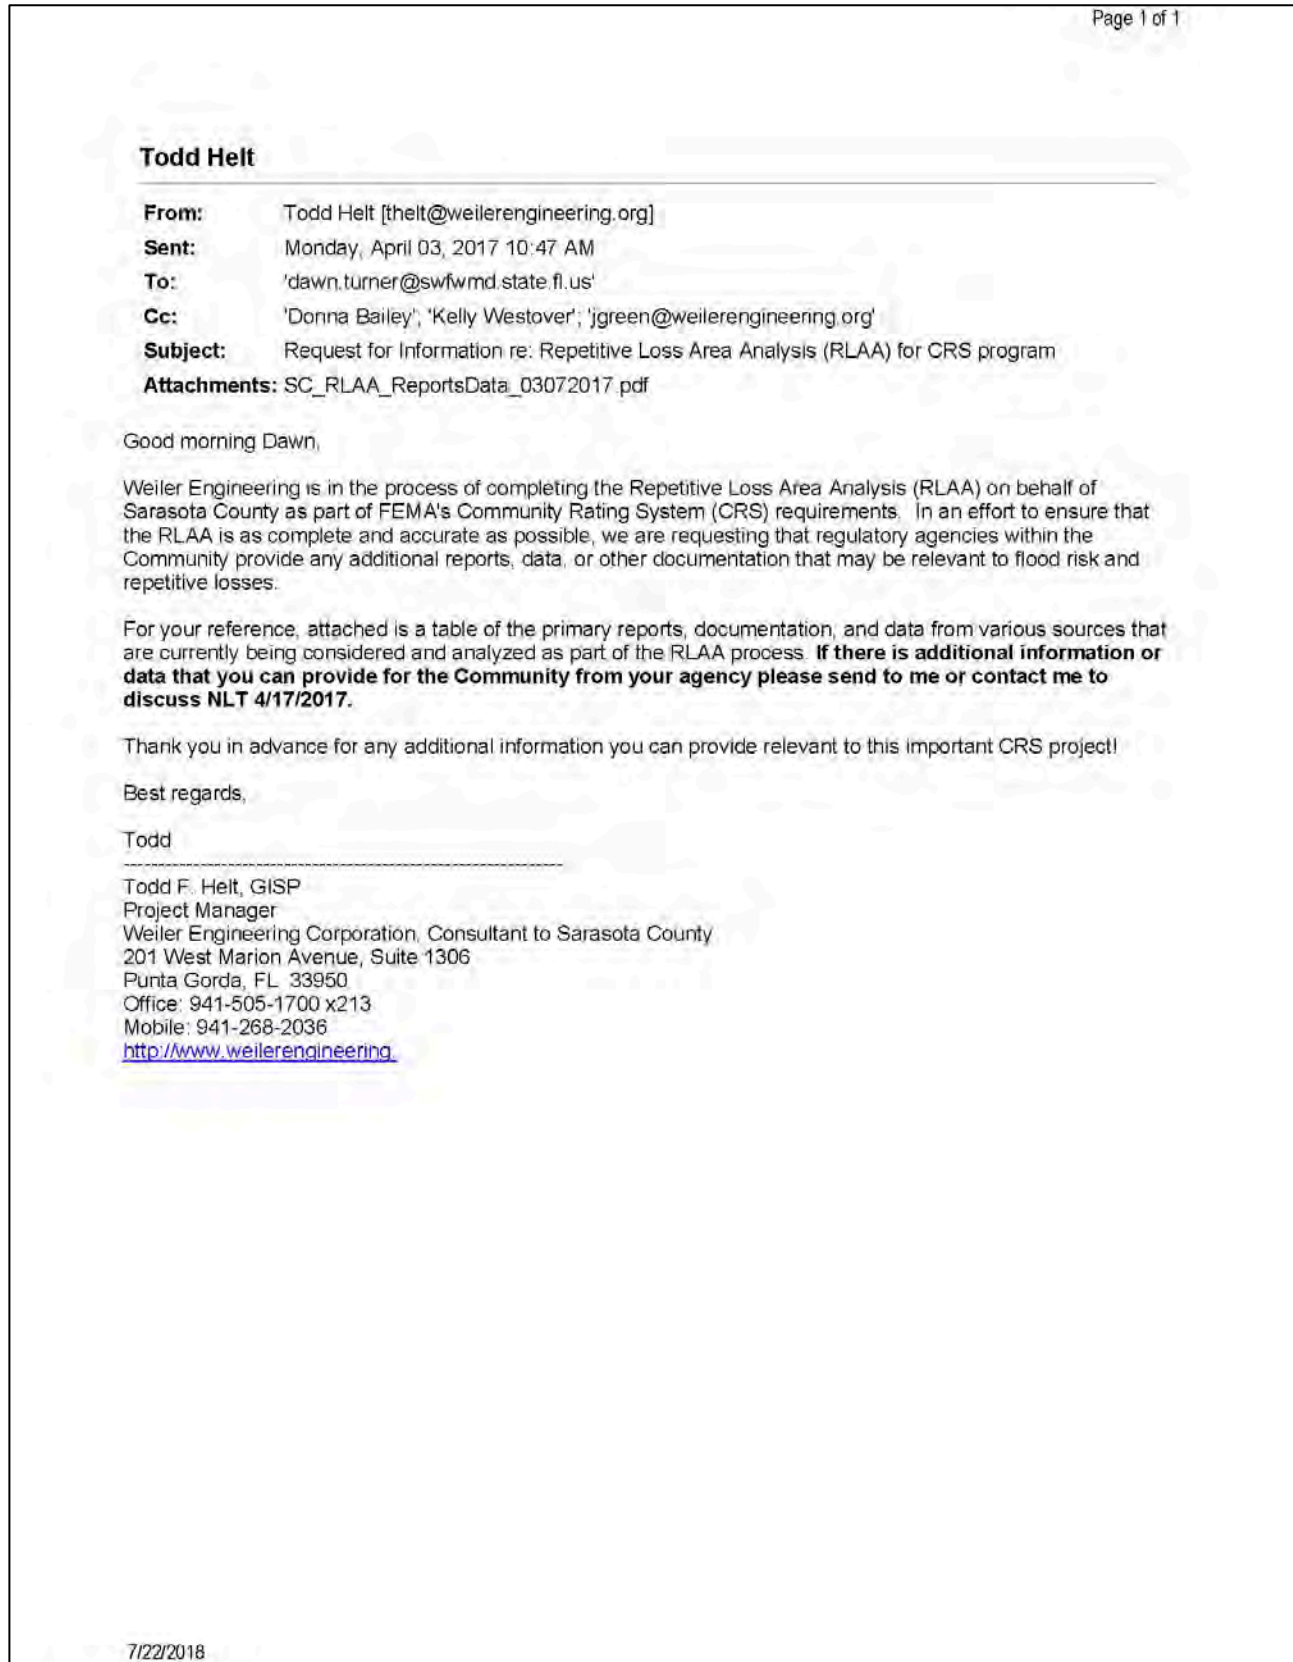 Page 1 of 1
Todd Helt
From: Todd Helt [thelt@weilerengineering.org]
Sent: Monday, April 03, 2017 10:47 AM
To: 'dawn.turner@swfwmd.state.fl.us'
Cc: 'Donna Bailey'; 'Kelly Westover'; 'jgreen@weilerengineering.org'
Subject: Request for Information re: Repetitive Loss Area Analysis (RLAA) for CRS program
Attachments: SC_RLAA_ReportsData_03072017.pdf
Good morning Dawn,
Weiler Engineering is in the process of completing the Repetitive Loss Area Analysis (RLAA) on behalf of
Sarasota County as part of FEMA's Community Rating System (CRS) requirements. In an effort to ensure that
the RLAA is as complete and accurate as possible, we are requesting that regulatory agencies within the
Community provide any additional reports, data, or other documentation that may be relevant to flood risk and
repetitive losses.
For your reference, attached is a table of the primary reports, documentation, and data from various sources that
are currently being considered and analyzed as part of the RLAA process. If there is additional information or
data that you can provide for the Community from your agency please send to me or contact me to
discuss NLT 4/17/2017.
Thank you in advance for any additional information you can provide relevant to this important CRS project!
Best regards,
Todd
----------------------------------------------------------------
Todd F. Helt, GISP
Project Manager
Weiler Engineering Corporation, Consultant to Sarasota County
201 West Marion Avenue, Suite 1306
Punta Gorda, FL 33950
Office: 941-505-1700 x213
Mobile: 941-268-2036
http://www.weilerengineering.
7/22/2018